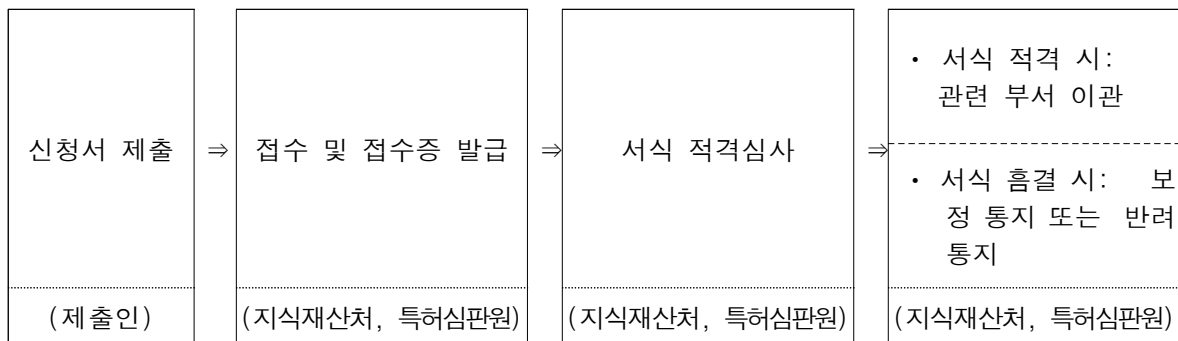 신청서 제출
⇒
접수 및 접수증 발급
⇒
서식 적격심사
⇒
• 서식 적격 시:
관련 부서 이관
• 서식 흠결 시: 보
정 통지 또는 반려
통지
(제출인)
(지식재산처, 특허심판원)
(지식재산처, 특허심판원)
(지식재산처, 특허심판원)